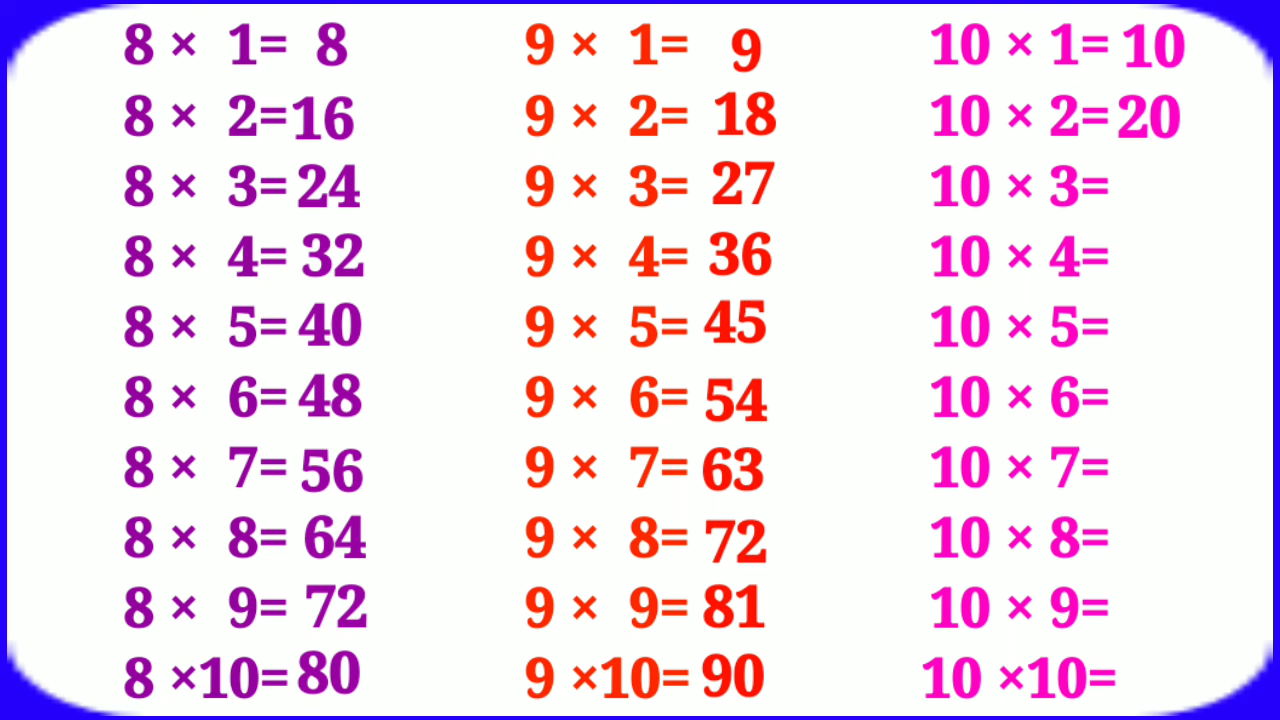 8 × 1= 8
8 × 2=16
8 × 3=24
8 × 4=32
8 × 5=40
8 × 6=48
8 × 7=56
8 × 8=64
8 × 9=72
8 ×10=80
9 × 1= 9
9 × 2= 18
9 × 3= 27
9 × 4= 36
9 × 5= 45
9 × 6= 54
9 × 7= 63
9 × 8= 72
9 × 9= 81
9 ×10= 90
10 × 1= 10
10 × 2= 20
10 × 3=
10 × 4=
10 × 5=
10 × 6=
10 × 7=
10 × 8=
10 × 9=
10 ×10=